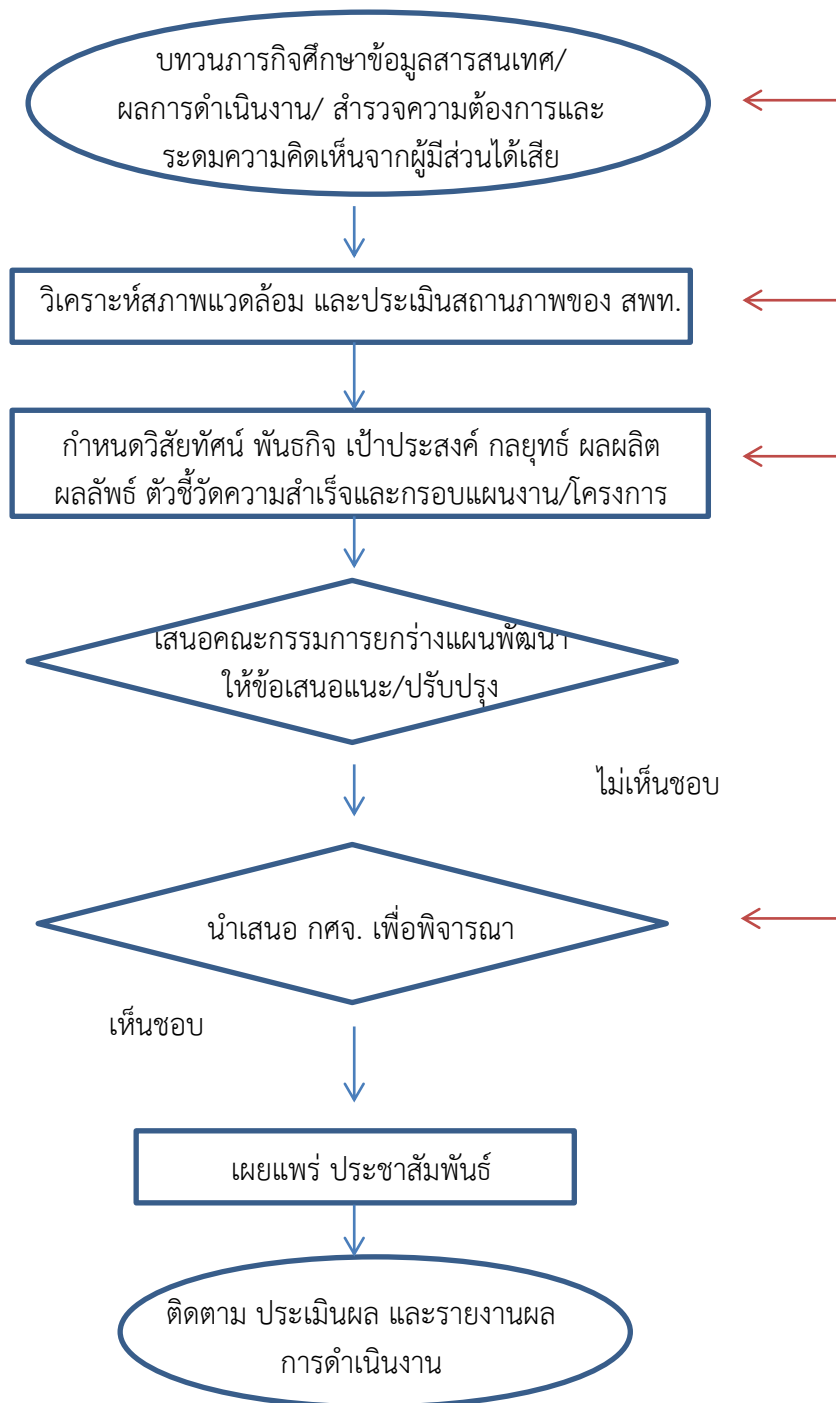 บทวนภารกิจศึกษาข้อมูลสารสนเทศ/
ผลการดำเนินงาน/ สำรวจความต้องการและ
ระดมความคิดเห็นจากผู้มีส่วนได้เสีย
วิเคราะห์สภาพแวดล้อม และประเมินสถานภาพของ สพท.
กำหนดวิสัยทัศน์ พันธกิจ เป้าประสงค์ กลยุทธ์ ผลผลิต
ผลลัพธ์ ตัวชี้วัดความสำเร็จและกรอบแผนงาน/โครงการ
เสนอคณะกรรมการยกร่างแผนพัฒนา
ให้ข้อเสนอแนะ/ปรับปรุง
ไม่เห็นชอบ
นำเสนอ กศจ. เพื่อพิจารณา
เห็นชอบ
เผยแพร่ ประชาสัมพันธ์
ติดตาม ประเมินผล และรายงานผล
การดำเนินงาน